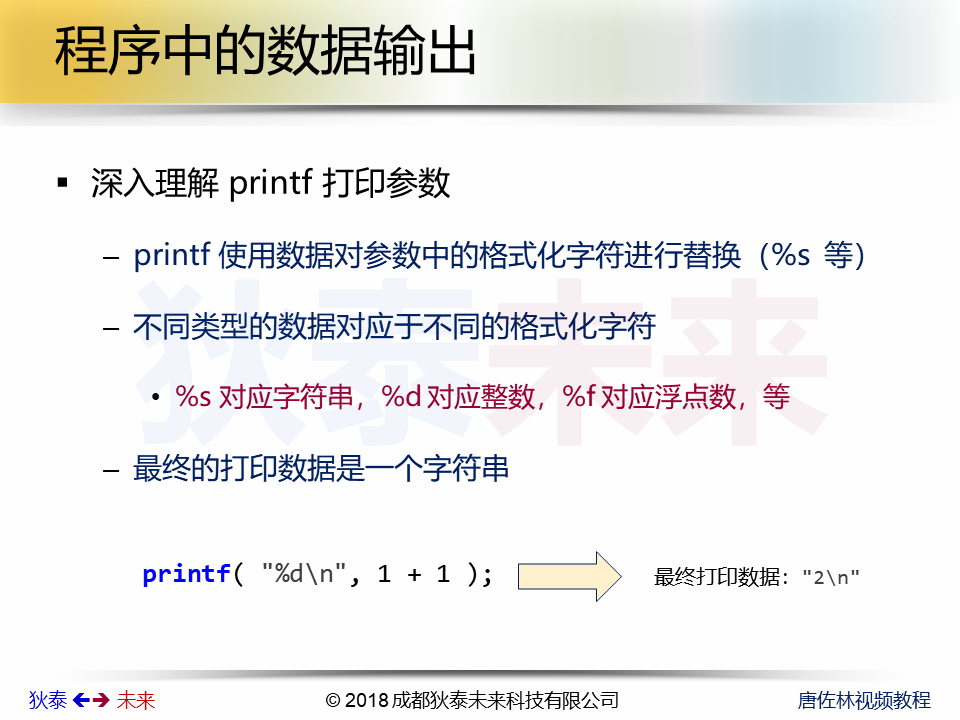 程序中的数据输出
▪ 深入理解 printf 打印参数
– printf 使用数据对参数中的格式化字符进行替换（%s 等）
– 不同类型的数据对应于不同的格式化字符
• %s 对应字符串，%d 对应整数，%f 对应浮点数，等
– 最终的打印数据是一个字符串
printf( "%d\n", 1 + 1 );
最终打印数据："2\n"
狄泰未来
狄泰 未来
© 2018 成都狄泰未来科技有限公司
唐佐林视频教程